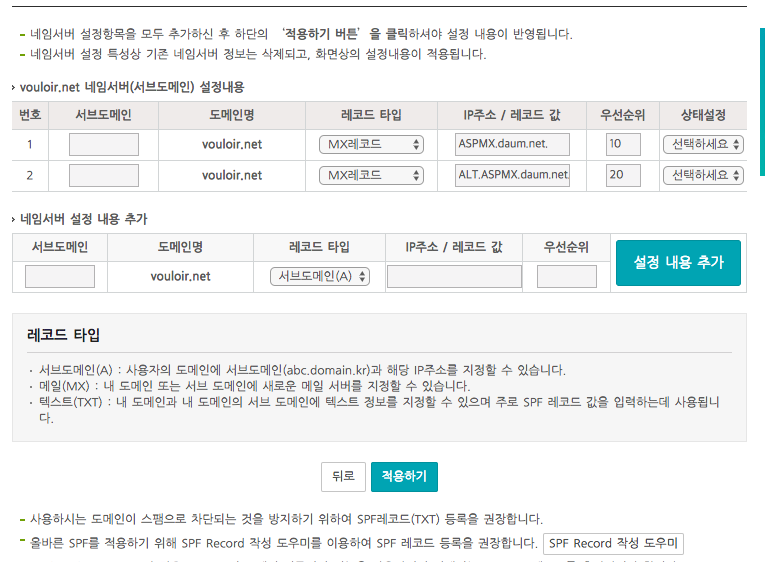 네임서버 설정항목을 모두 추가하신 후 하단의 ‘적용하기 버튼’을 클릭하셔야 설정 내용이 반영됩니다.
네임서버 설정 특성상 기존 네임서버 정보는 삭제되고, 화면상의 설정내용이 적용됩니다.
vouloir.net 네임서버(서브도메인) 설정내용
번호 서브도메인 도메인명 레코드 타입 IP주소 / 레코드 값 우선순위 상태설정
1 vouloir.net MX레코드 ASPMX.daum.net. 10 선택하세요
2 vouloir.net MX레코드 ALT.ASPMX.daum.net. 20 선택하세요
네임서버 설정 내용 추가
서브도메인 도메인명 레코드 타입 IP주소 / 레코드 값 우선순위
vouloir.net 서브도메인(A) 설정 내용 추가
레코드 타입
· 서브도메인(A) : 사용자의 도메인에 서브도메인(abc.domain.kr)과 해당 IP주소를 지정할 수 있습니다.
· 메일(MX) : 내 도메인 또는 서브 도메인에 새로운 메일 서버를 지정할 수 있습니다.
· 텍스트(TXT) : 내 도메인과 내 도메인의 서브 도메인에 텍스트 정보를 지정할 수 있으며 주로 SPF 레코드 값을 입력하는데 사용됩니
다.
뒤로 적용하기
사용하시는 도메인이 스팸으로 차단되는 것을 방지하기 위하여 SPF레코드(TXT) 등록을 권장합니다.
올바른 SPF를 적용하기 위해 SPF Record 작성 도우미를 이용하여 SPF 레코드 등록을 권장합니다. SPF Record 작성 도우미